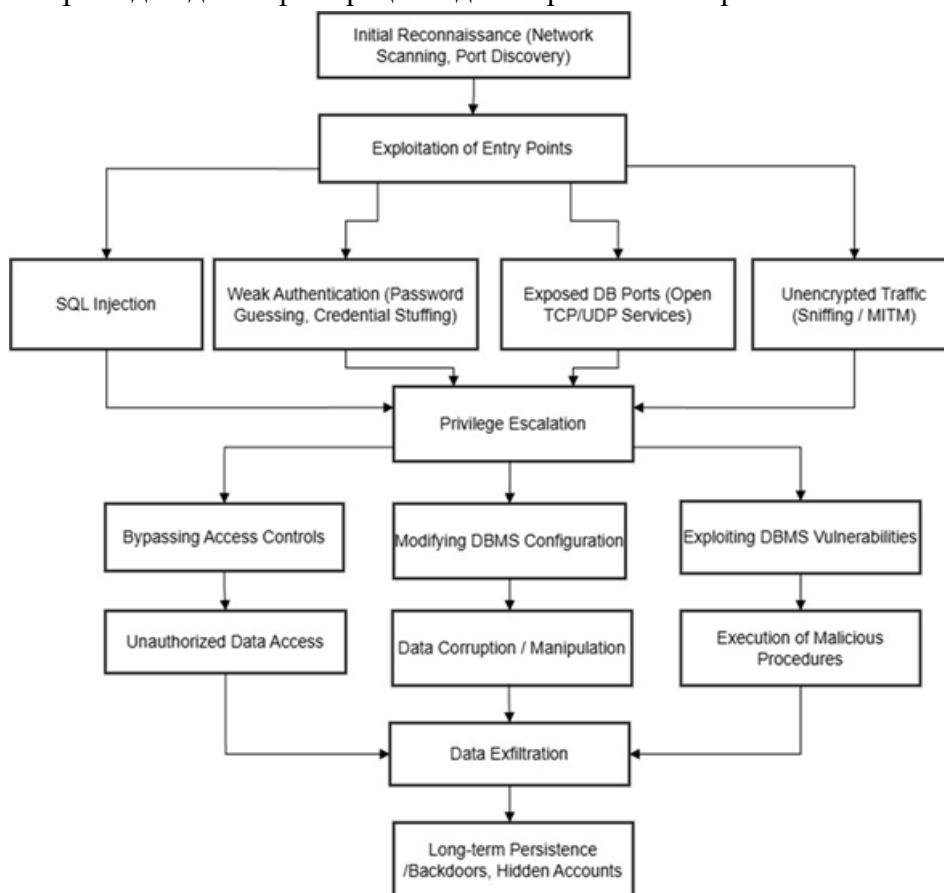 Initial Reconnaissance (Network
Scanning, Port Discovery)
Exploitation of Entry Points
SQL Injection
Weak Authentication (Password
Guessing, Credential Stuffing)
Exposed DB Ports (Open
TCP/UDP Services)
Unencrypted Traffic
(Sniffing / MITM)
Privilege Escalation
Bypassing Access Controls
Modifying DBMS Configuration
Exploiting DBMS Vulnerabilities
Unauthorized Data Access
Data Corruption / Manipulation
Execution of Malicious
Procedures
Data Exfiltration
Long-term Persistence
/Backdoors, Hidden Accounts